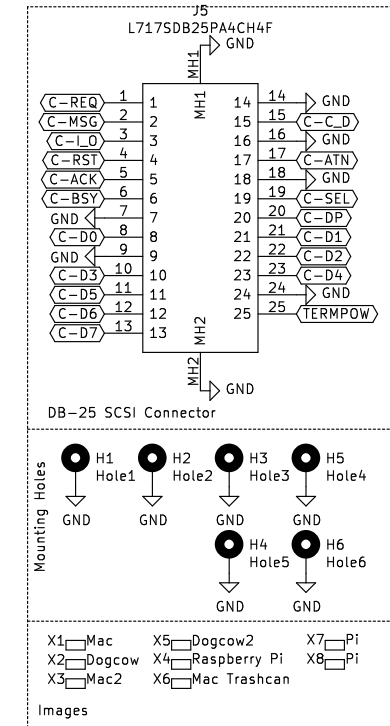 J5
L717SDB25PA4CH4F
GND
MH1
MH1
C-REQ 1 1 14 14 GND
C-MSG 2 2 15 15 C-C_D
C-I_O 3 3 16 16 GND
C-RST 4 4 17 17 C-ATN
C-ACK 5 5 18 18 GND
C-BSY 6 6 19 19 C-SEL
GND 7 7 20 20 C-DP
C-D0 8 8 21 21 C-D1
GND 9 9 22 22 C-D2
C-D3 10 10 23 23 C-D4
C-D5 11 11 24 24 GND
C-D6 12 12 25 25 TERMPOW
C-D7 13 13
MH2
MH2
GND
DB-25 SCSI Connector
Mounting Holes
H1 H2 H3 H5
Hole1 Hole2 Hole3 Hole4
GND GND GND GND
H4 H6
Hole5 Hole6
GND GND
X1 Mac X5 Dogcow2 X7 Pi
X2 Dogcow X4 Raspberry Pi X8 Pi
X3 Mac2 X6 Mac Trashcan
Images